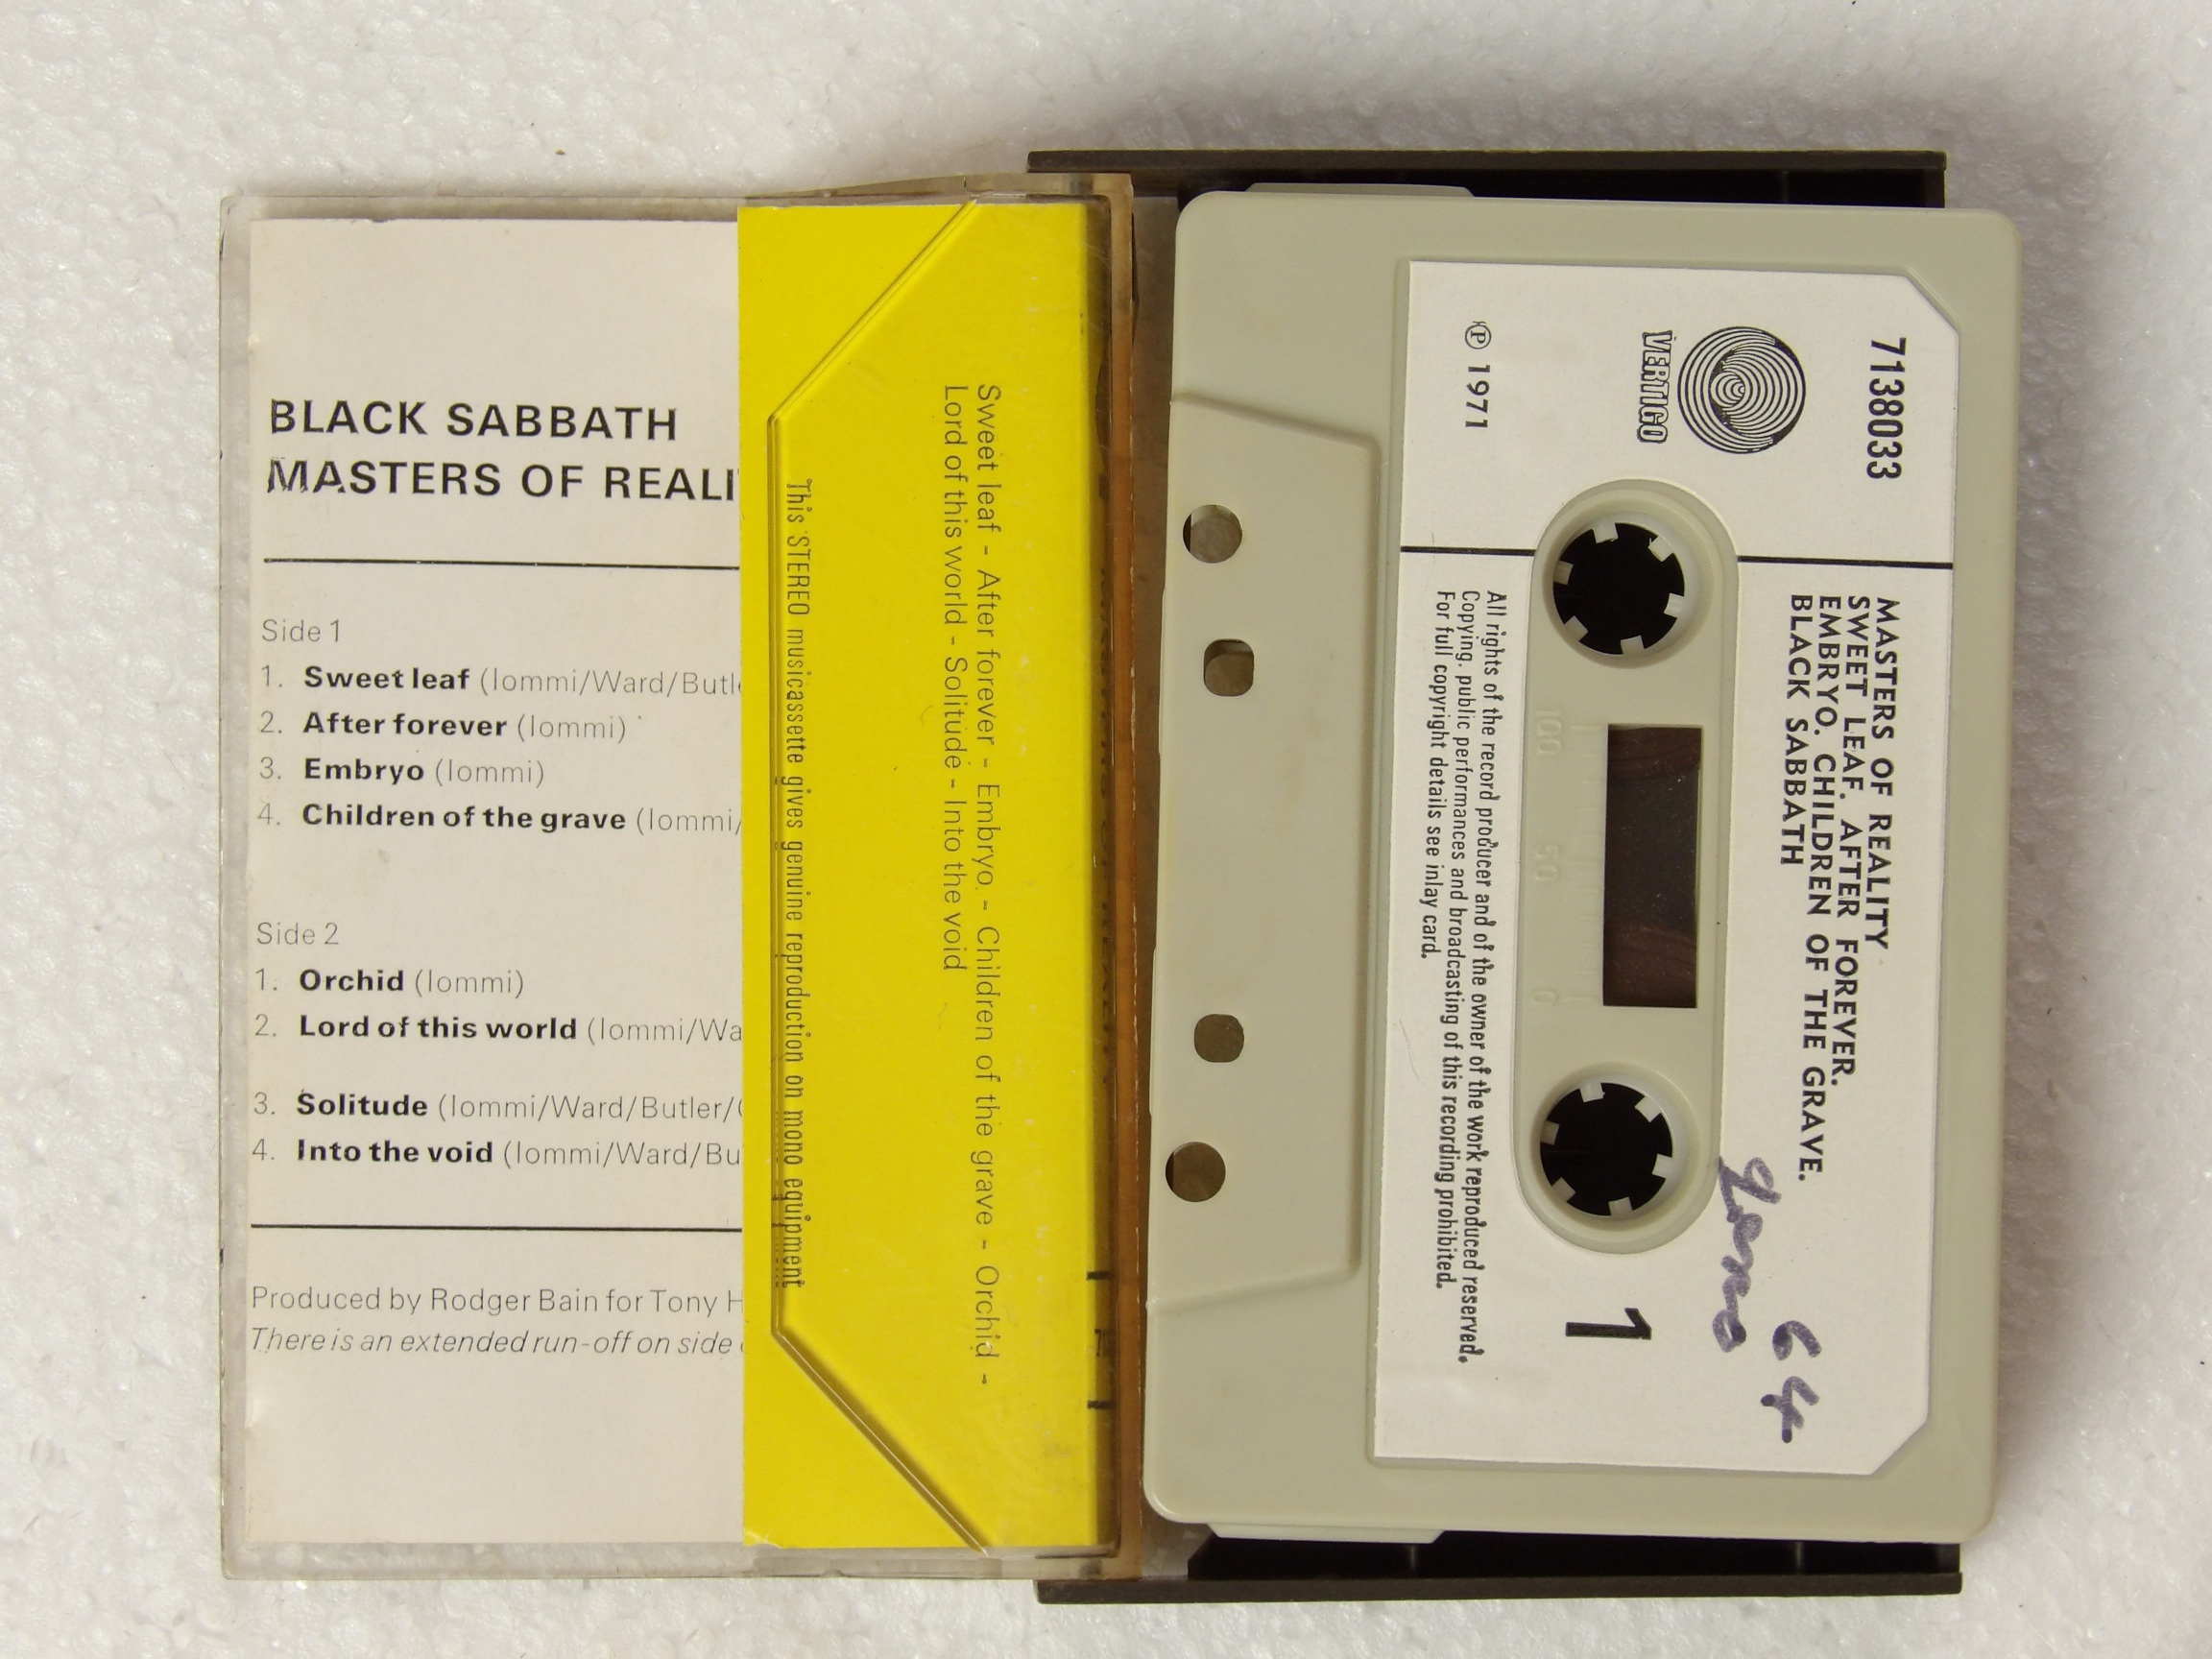 BLACK SABBATH
MASTERS OF REALI
Side 1
1. Sweet leaf (Iommi/Ward/Butl
2. After forever (Iommi)
3. Embryo (Iommi)
4. Children of the grave (Iommi/
Side 2
1. Orchid (Iommi)
2. Lord of this world (Iommi/Wa
3. Solitude (Iommi/Ward/Butler/
4. Into the void (Iommi/Ward/Bu
Produced by Rodger Bain for Tony H
There is an extended run-off on side
Sweet leaf - After forever - Embryo - Children of the grave - Orchid -
Lord of this world - Solitude - Into the void
This STEREO musicassette gives genuine reproduction on mono equipment
7138033
VERTIGO
℗ 1971
MASTERS OF REALITY
SWEET LEAF. AFTER FOREVER.
EMBRYO. CHILDREN OF THE GRAVE.
BLACK SABBATH
64
1
100 50 0
All rights of the record producer and of the owner of the work reproduced reserved.
Copying, public performances and broadcasting of this recording prohibited.
For full copyright details see inlay card.